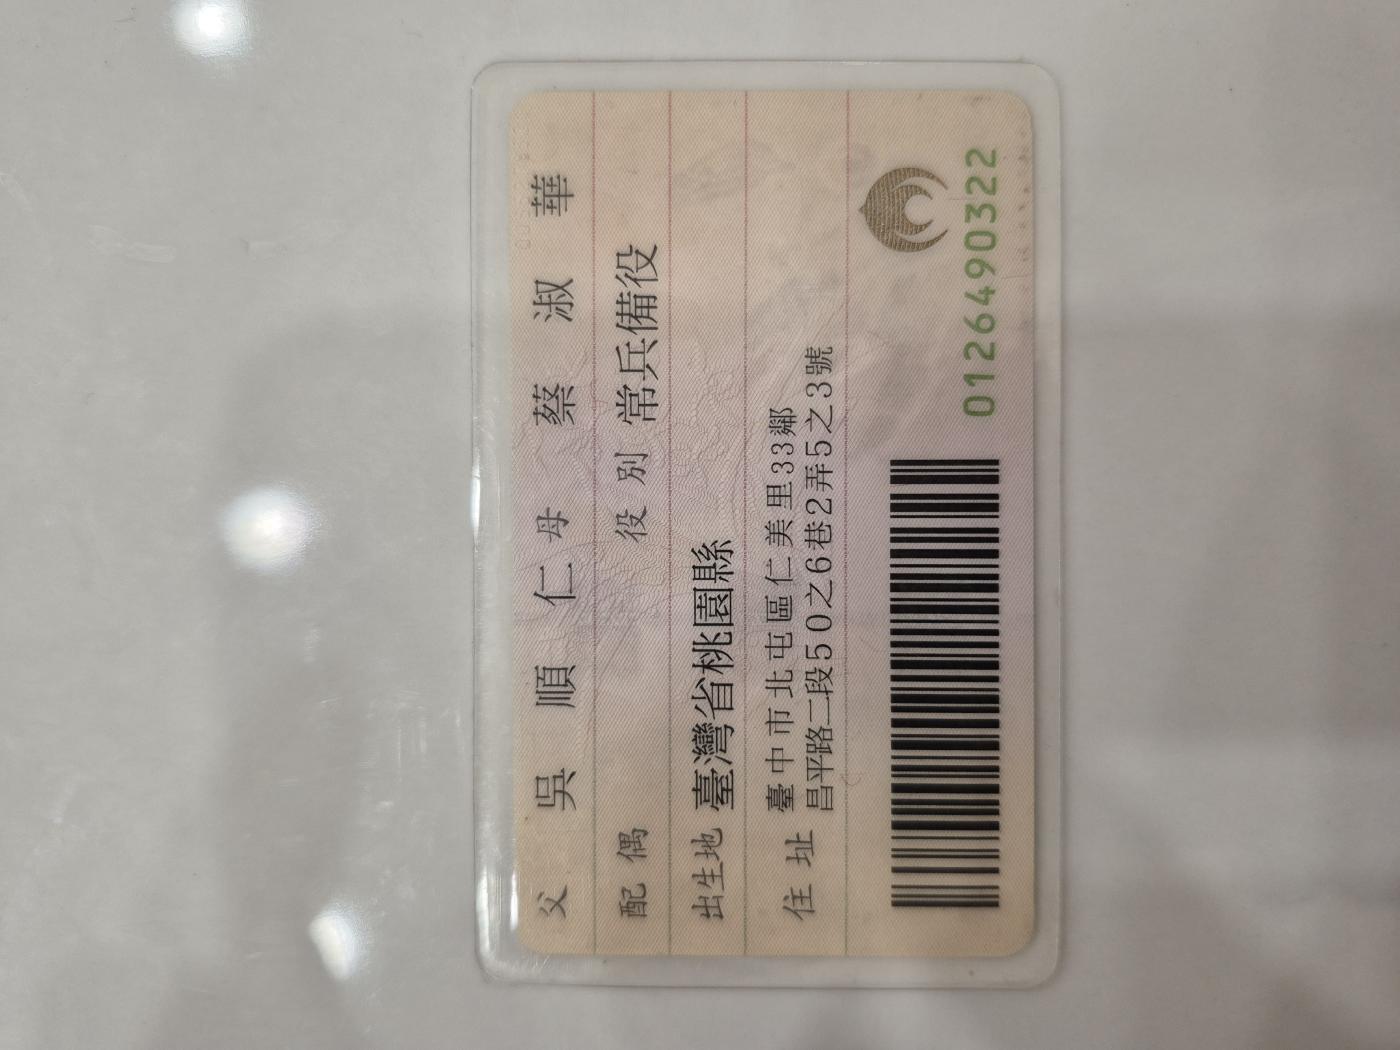 父 吳順仁 母 蔡淑華
配偶 役別 常兵備役
出生地 臺灣省桃園縣
住址 臺中市北屯區仁美里33鄰
昌平路二段50之6巷2弄5之3號
0126490322